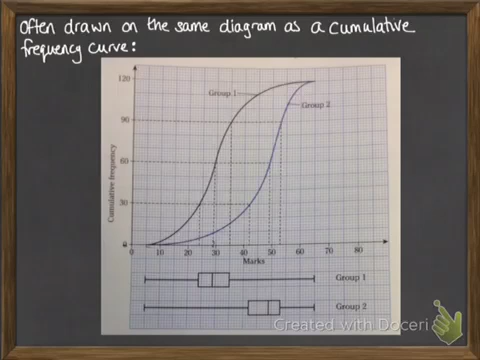 Often drawn on the same diagram as a cumulative
frequency curve:
120
90
60
30
0
Cumulative frequency
Group 1
Group 2
0 10 20 30 40 50 60 70 80
Marks
Group 1
Group 2
Created with Doceri